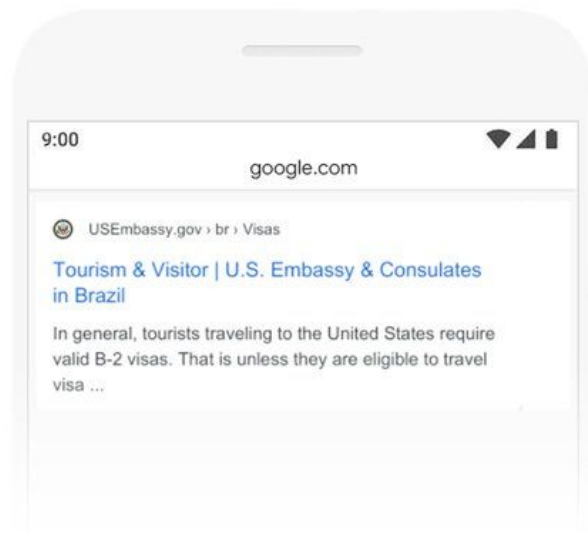 9:00
google.com
USEmbassy.gov › br › Visas
Tourism & Visitor | U.S. Embassy & Consulates
in Brazil
In general, tourists traveling to the United States require
valid B-2 visas. That is unless they are eligible to travel
visa ...